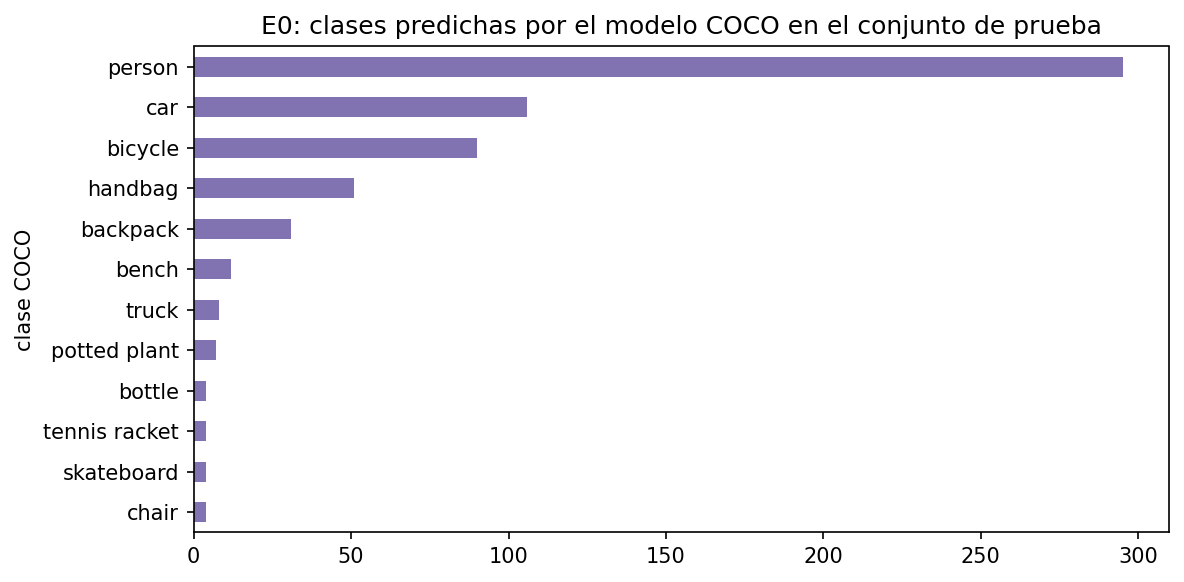 E0: clases predichas por el modelo COCO en el conjunto de prueba
clase COCO
person
car
bicycle
handbag
backpack
bench
truck
potted plant
bottle
tennis racket
skateboard
chair
0 50 100 150 200 250 300